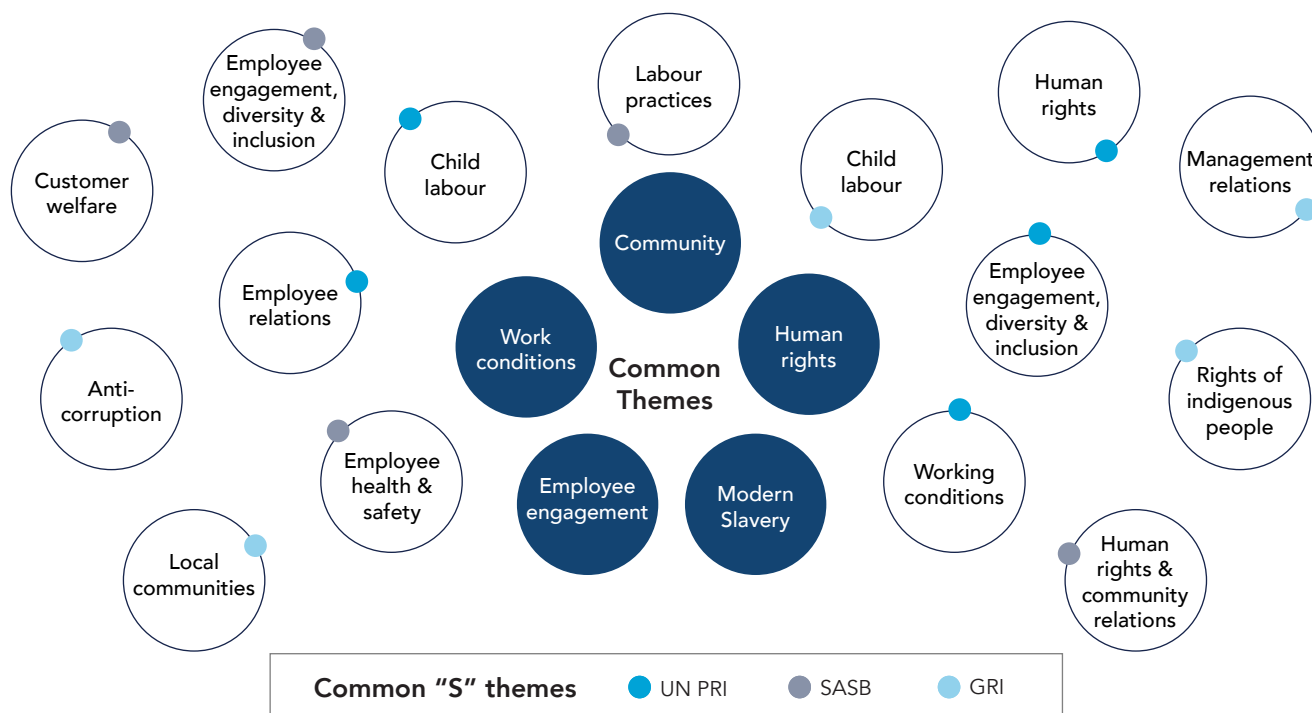 Employee
engagement,
diversity &
inclusion
Labour
practices
Human
rights
Customer
welfare
Child
labour
Child
labour
Management
relations
Community
Employee
relations
Employee
engagement,
diversity &
inclusion
Work
conditions
Human
rights
Common
Themes
Anti-
corruption
Rights of
indigenous
people
Employee
health &
safety
Working
conditions
Employee
engagement
Modern
Slavery
Local
communities
Human
rights &
community
relations
Common "S" themes UN PRI SASB GRI